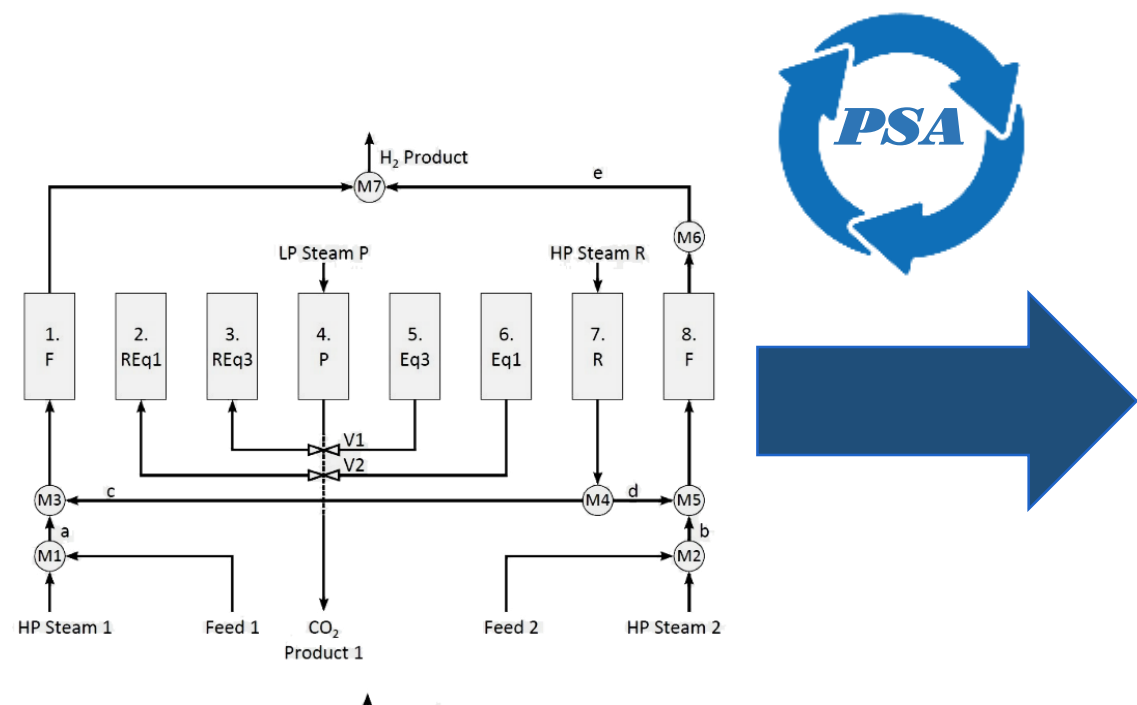 PSA
H₂ Product
M7
e
M6
LP Steam P
HP Steam R
1.
F
2.
REq1
3.
REq3
4.
P
5.
Eq3
6.
Eq1
7.
R
8.
F
V1
V2
M3
c
M4
d
M5
a
b
M1
M2
HP Steam 1
Feed 1
CO₂
Product 1
Feed 2
HP Steam 2